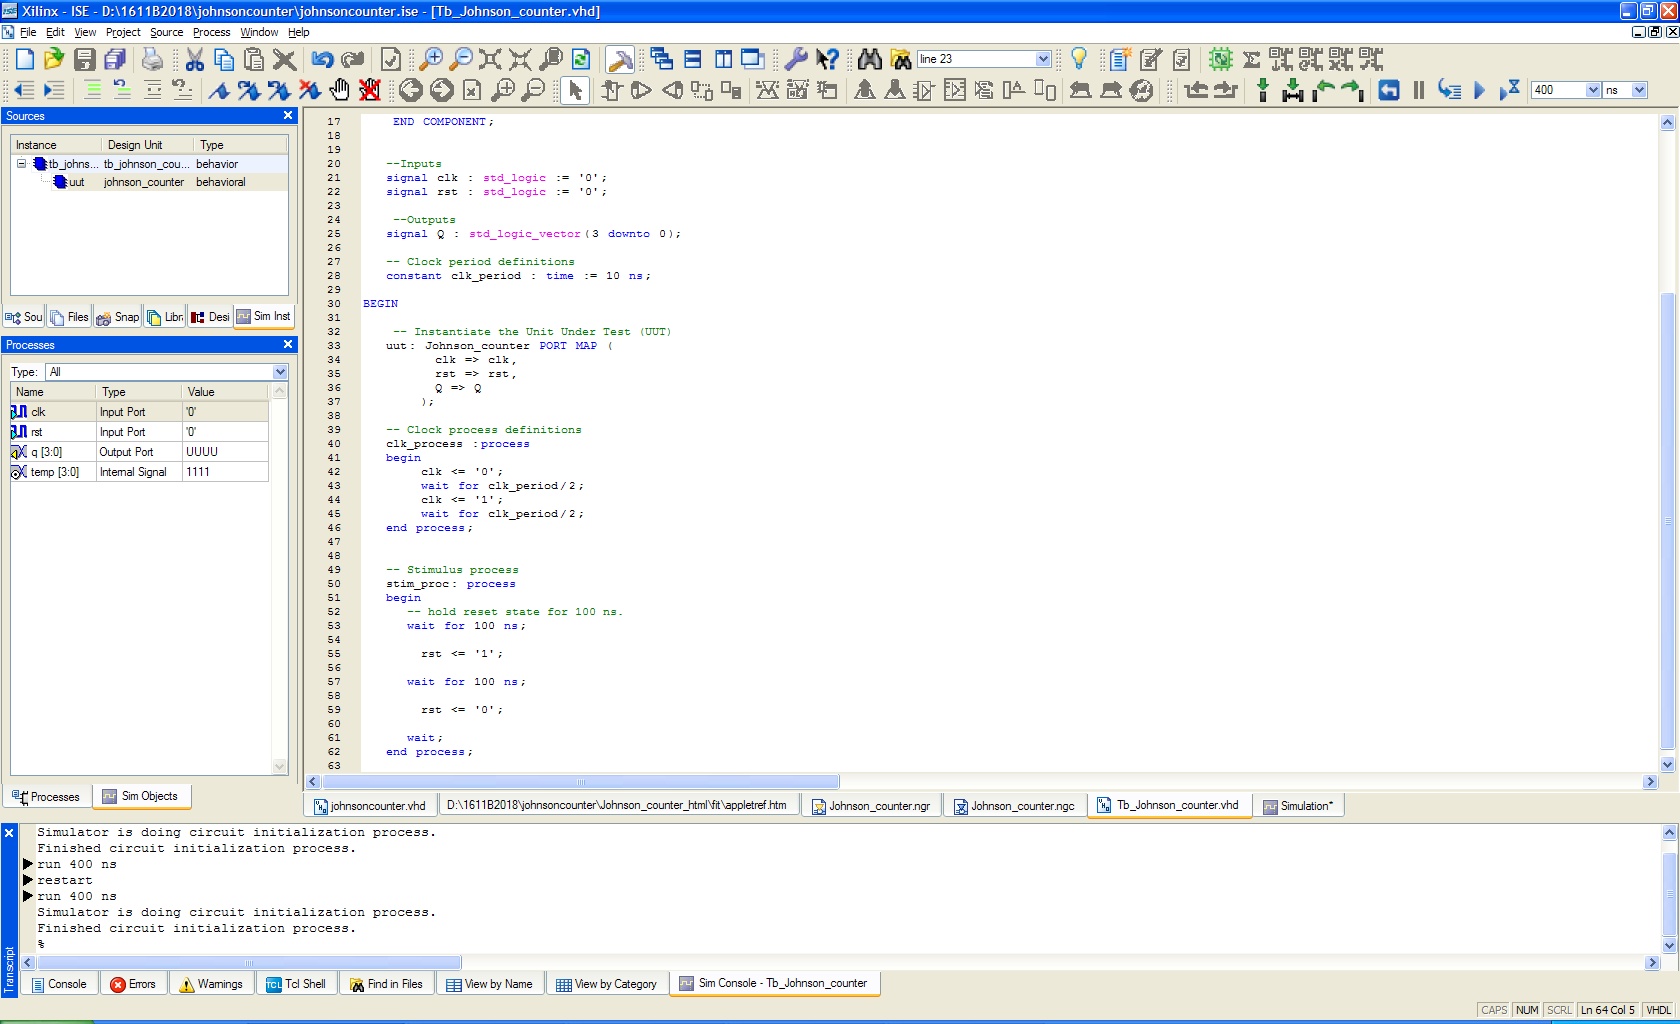 Xilinx - ISE - D:\1611B2018\johnsoncounter\johnsoncounter.ise - [Tb_Johnson_counter.vhd]
File Edit View Project Source Process Window Help
line 23
400 ns
Sources
Instance Design Unit Type
tb_johns... tb_johnson_cou... behavior
uut johnson_counter behavioral
Sou Files Snap Libr Desi Sim Inst
Processes
Type: All
Name Type Value
clk Input Port '0'
rst Input Port '0'
q [3:0] Output Port UUUU
temp [3:0] Internal Signal 1111
Processes Sim Objects
17 END COMPONENT;
18
19
20 --Inputs
21 signal clk : std_logic := '0';
22 signal rst : std_logic := '0';
23
24 --Outputs
25 signal Q : std_logic_vector(3 downto 0);
26
27 -- Clock period definitions
28 constant clk_period : time := 10 ns;
29
30 BEGIN
31
32 -- Instantiate the Unit Under Test (UUT)
33 uut: Johnson_counter PORT MAP (
34 clk => clk,
35 rst => rst,
36 Q => Q
37 );
38
39 -- Clock process definitions
40 clk_process :process
41 begin
42 clk <= '0';
43 wait for clk_period/2;
44 clk <= '1';
45 wait for clk_period/2;
46 end process;
47
48
49 -- Stimulus process
50 stim_proc: process
51 begin
52 -- hold reset state for 100 ns.
53 wait for 100 ns;
54
55 rst <= '1';
56
57 wait for 100 ns;
58
59 rst <= '0';
60
61 wait;
62 end process;
63
johnsoncounter.vhd D:\1611B2018\johnsoncounter\Johnson_counter_html\fit\appletref.htm Johnson_counter.ngr Johnson_counter.ngc Tb_Johnson_counter.vhd Simulation*
Transcript
Simulator is doing circuit initialization process.
Finished circuit initialization process.
run 400 ns
restart
run 400 ns
Simulator is doing circuit initialization process.
Finished circuit initialization process.
%
Console Errors Warnings TCL Tcl Shell Find in Files View by Name View by Category Sim Console - Tb_Johnson_counter
CAPS NUM SCRL Ln 64 Col 5 VHDL